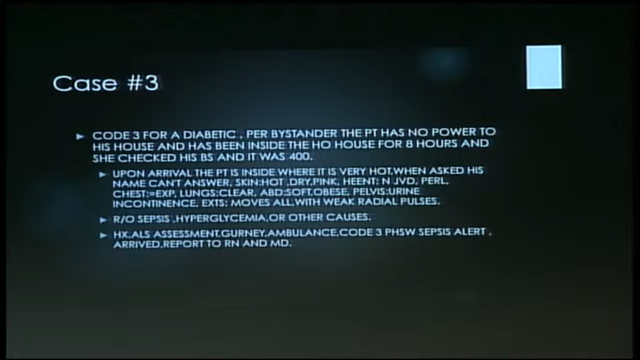 Case #3
CODE 3 FOR A DIABETIC , PER BYSTANDER THE PT HAS NO POWER TO
HIS HOUSE AND HAS BEEN INSIDE THE HO HOUSE FOR 8 HOURS AND
SHE CHECKED HIS BS AND IT WAS 400.
UPON ARRIVAL THE PT IS INSIDE WHERE IT IS VERY HOT.WHEN ASKED HIS
NAME CAN'T ANSWER, SKIN:HOT ,DRY,PINK, HEENT: N JVD, PERL,
CHEST:=EXP, LUNGS:CLEAR, ABD:SOFT,OBESE, PELVIS:URINE
INCONTINENCE, EXTS: MOVES ALL,WITH WEAK RADIAL PULSES.
R/O SEPSIS ,HYPERGLYCEMIA,OR OTHER CAUSES.
HX,ALS ASSESSMENT,GURNEY,AMBULANCE,CODE 3 PHSW SEPSIS ALERT ,
ARRIVED,REPORT TO RN AND MD.